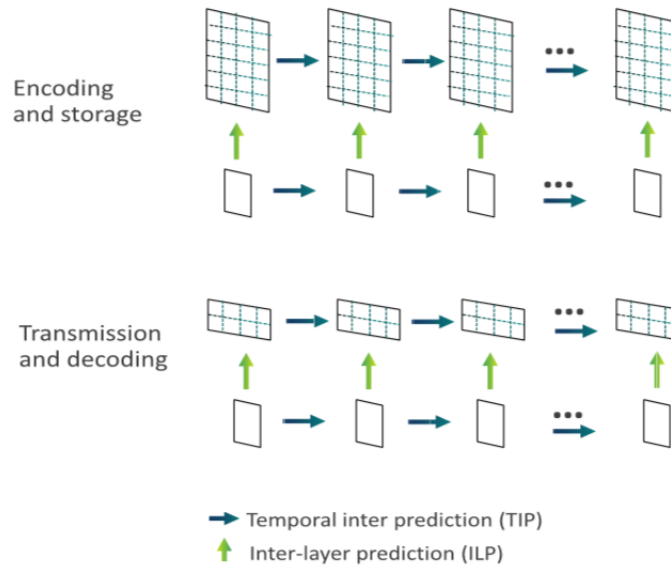 Encoding
and storage
Transmission
and decoding
Temporal inter prediction (TIP)
Inter-layer prediction (ILP)